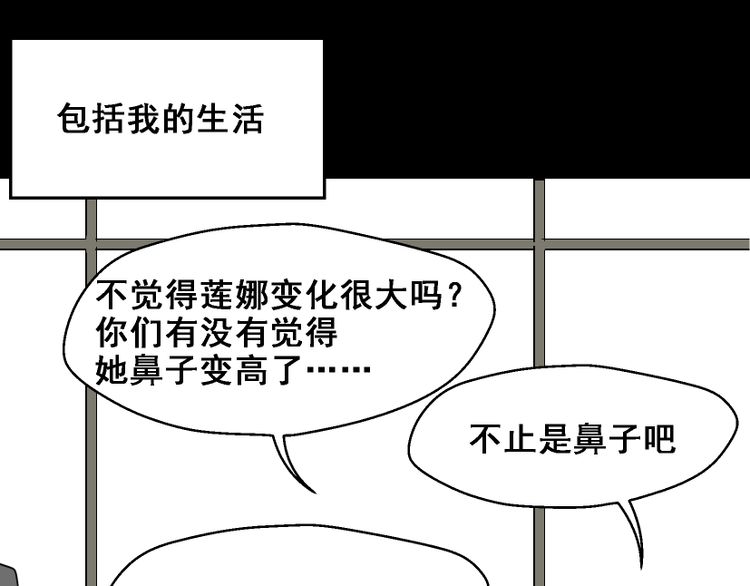 包括我的生活
不觉得莲娜变化很大吗？
你们有没有觉得
她鼻子变高了……
不止是鼻子吧